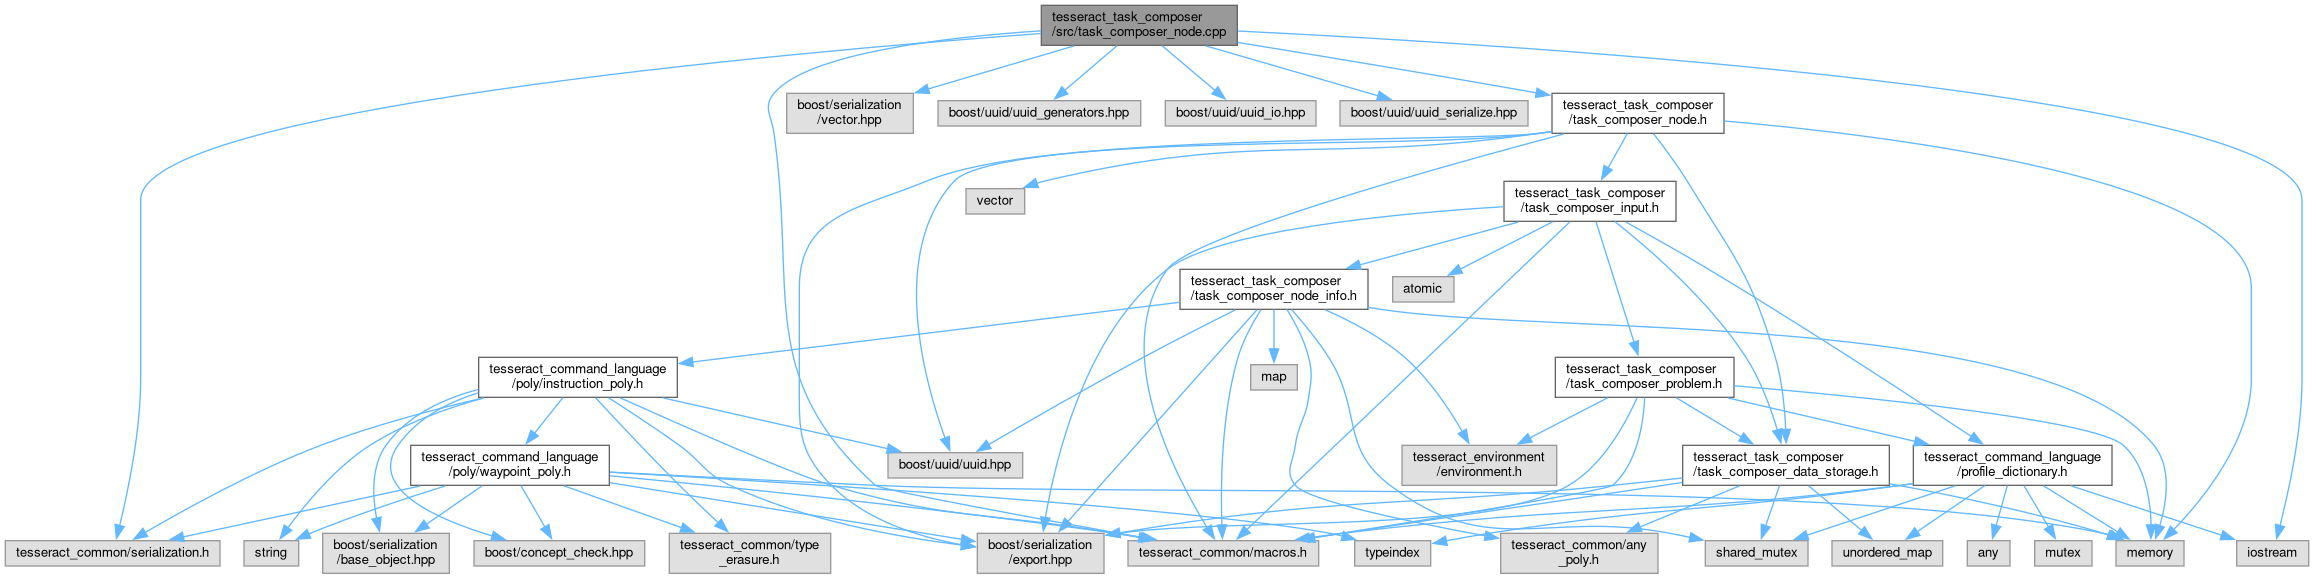 tesseract_task_composer
/src/task_composer_node.cpp
boost/serialization
/vector.hpp
boost/uuid/uuid_generators.hpp
boost/uuid/uuid_io.hpp
boost/uuid/uuid_serialize.hpp
tesseract_task_composer
/task_composer_node.h
vector
tesseract_task_composer
/task_composer_input.h
tesseract_task_composer
/task_composer_node_info.h
atomic
tesseract_command_language
/poly/instruction_poly.h
map
tesseract_task_composer
/task_composer_problem.h
tesseract_command_language
/poly/waypoint_poly.h
boost/uuid/uuid.hpp
tesseract_environment
/environment.h
tesseract_task_composer
/task_composer_data_storage.h
tesseract_command_language
/profile_dictionary.h
tesseract_common/serialization.h
string
boost/serialization
/base_object.hpp
boost/concept_check.hpp
tesseract_common/type
_erasure.h
boost/serialization
/export.hpp
tesseract_common/macros.h
typeindex
tesseract_common/any
_poly.h
shared_mutex
unordered_map
any
mutex
memory
iostream